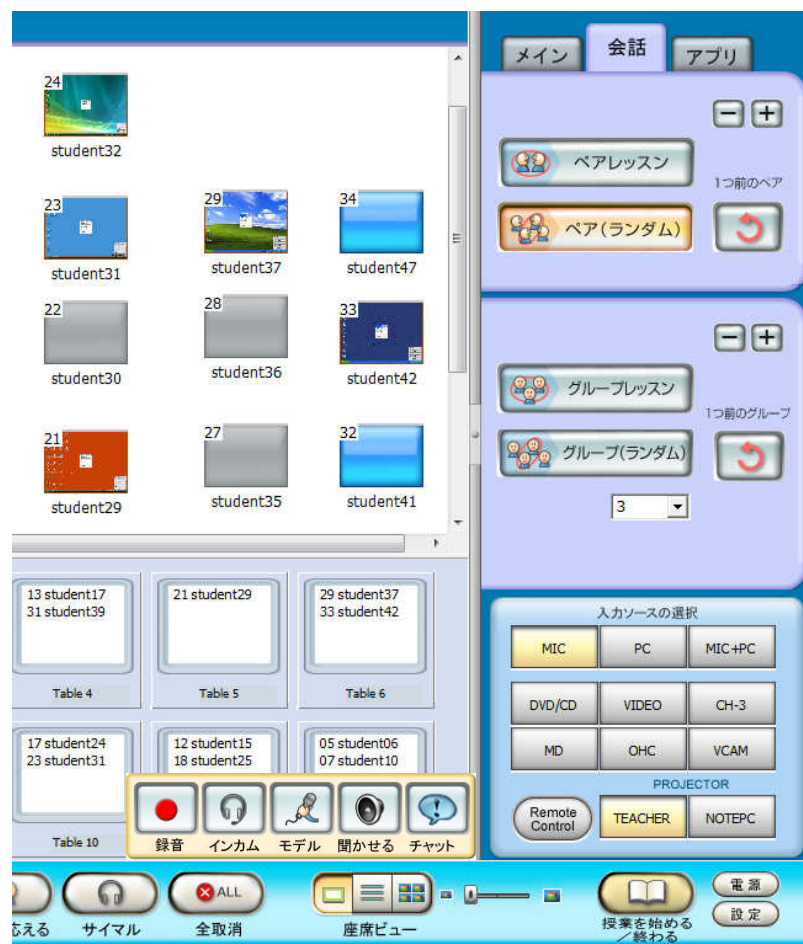 24
student32
23
29
34
student31
student37
student47
22
28
33
student30
student36
student42
21
27
32
student29
student35
student41
13 student17
31 student39
Table 4
21 student29
Table 5
29 student37
33 student42
Table 6
17 student24
23 student31
Table 10
12 student15
18 student25
05 student06
07 student10
録音
インカム
モデル
聞かせる
チャット
メイン
会話
アプリ
ペアレッスン
1つ前のペア
ペア(ランダム)
グループレッスン
1つ前のグループ
グループ(ランダム)
3
入力ソースの選択
MIC
PC
MIC+PC
DVD/CD
VIDEO
CH-3
MD
OHC
VCAM
PROJECTOR
Remote
Control
TEACHER
NOTEPC
応える
サイマル
ALL
全取消
座席ビュー
授業を始める
/終わる
電源
設定